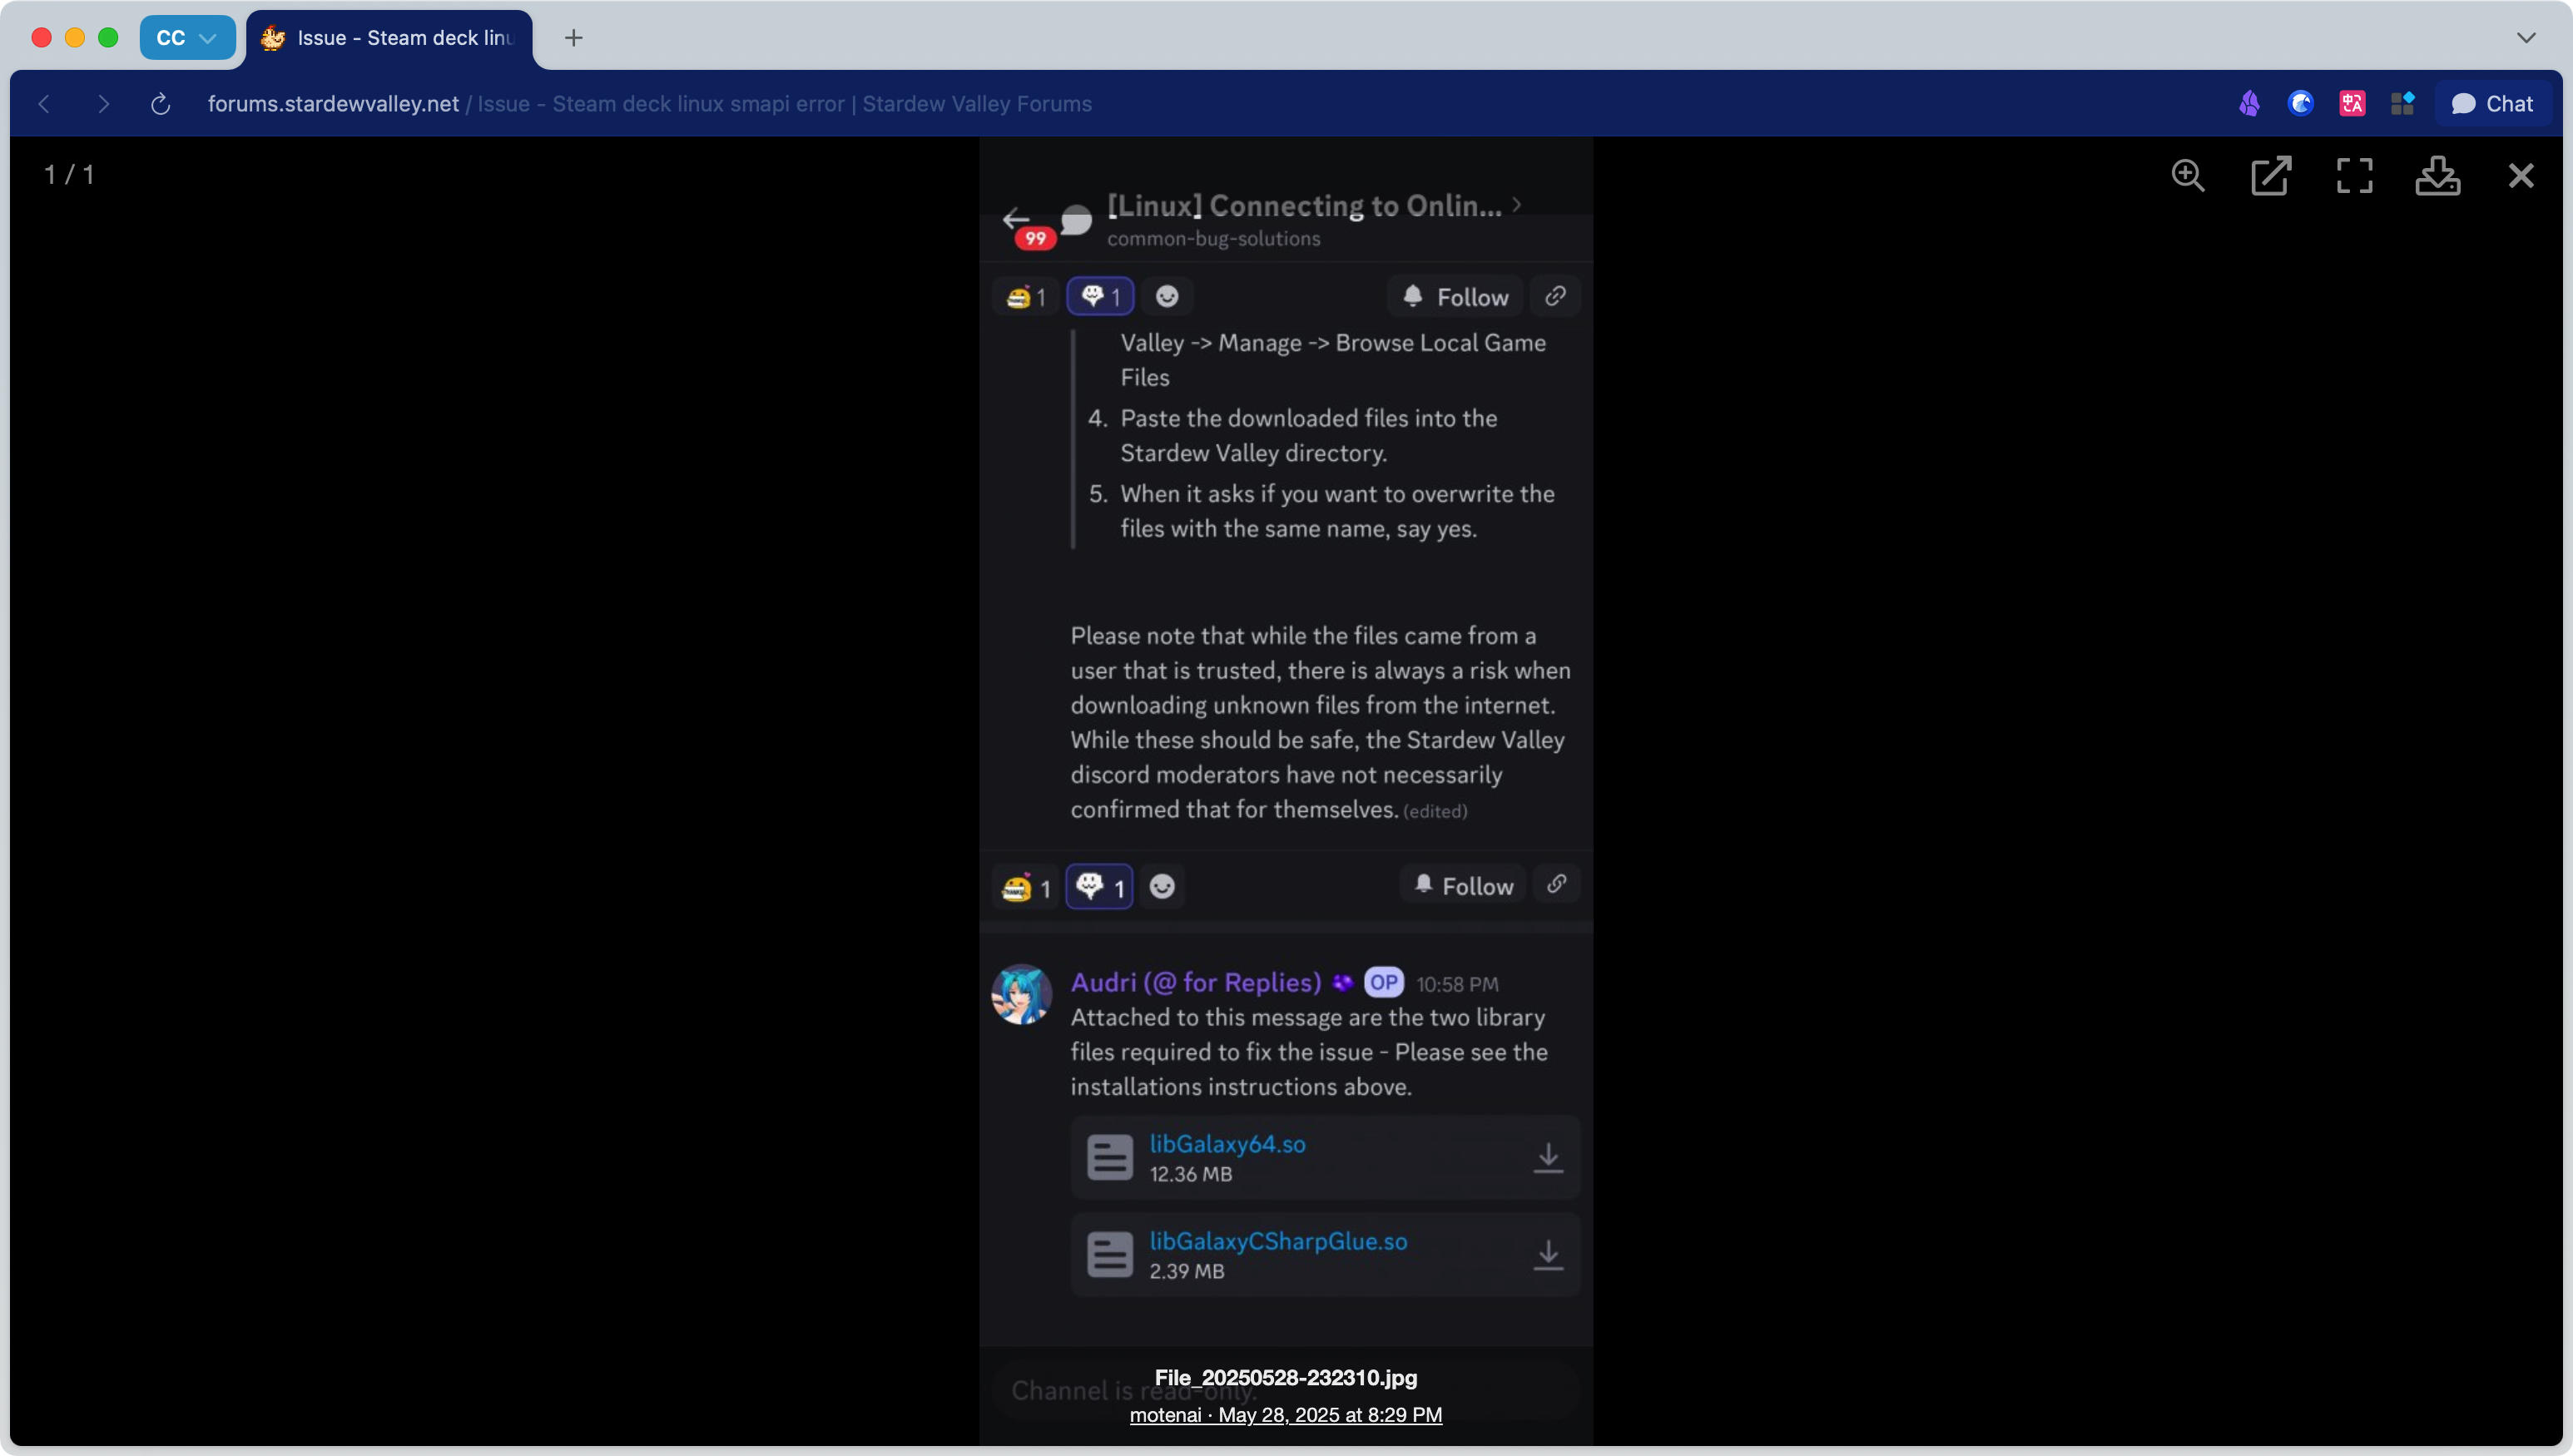 CC
Issue - Steam deck linu
forums.stardewvalley.net / Issue - Steam deck linux smapi error | Stardew Valley Forums
Chat
1 / 1
[Linux] Connecting to Onlin...
99
common-bug-solutions
1
1
Follow
Valley -> Manage -> Browse Local Game
Files
4. Paste the downloaded files into the
Stardew Valley directory.
5. When it asks if you want to overwrite the
files with the same name, say yes.
Please note that while the files came from a
user that is trusted, there is always a risk when
downloading unknown files from the internet.
While these should be safe, the Stardew Valley
discord moderators have not necessarily
confirmed that for themselves. (edited)
1
1
Follow
Audri (@ for Replies) OP 10:58 PM
Attached to this message are the two library
files required to fix the issue - Please see the
installations instructions above.
libGalaxy64.so
12.36 MB
libGalaxyCSharpGlue.so
2.39 MB
Channel is read-only.
File_20250528-232310.jpg
motenai · May 28, 2025 at 8:29 PM